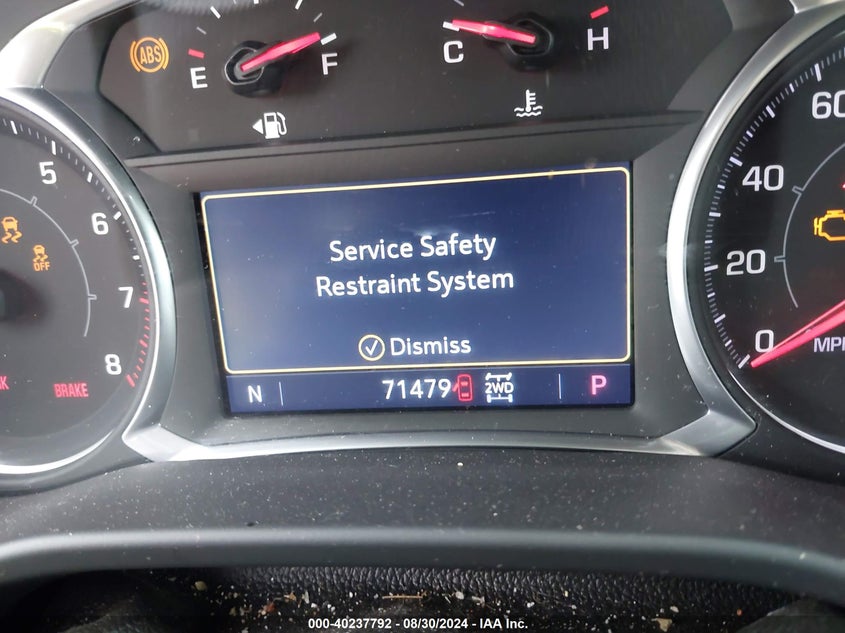 ABS
E
F
C
H
5
6
7
8
OFF
BRAKE
60
40
20
0
MPH
Service Safety
Restraint System
Dismiss
N
71479
2WD
P
000-40237792 - 08/30/2024 - IAA Inc.